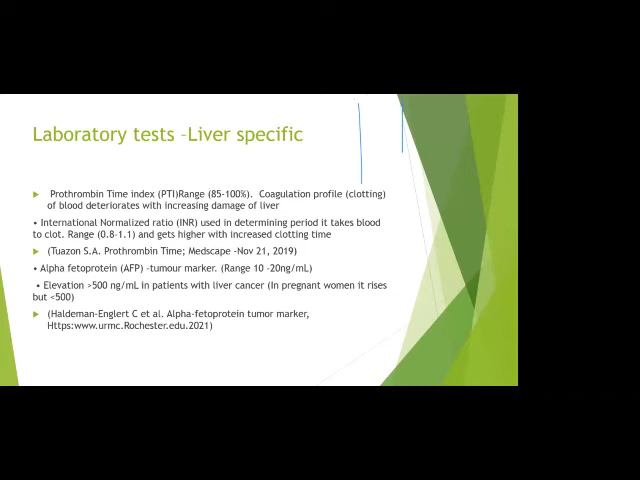 Laboratory tests –Liver specific
Prothrombin Time index (PTI)Range (85-100%). Coagulation profile (clotting)
of blood deteriorates with increasing damage of liver
• International Normalized ratio (INR) used in determining period it takes blood
to clot. Range (0.8-1.1) and gets higher with increased clotting time
(Tuazon S.A. Prothrombin Time; Medscape -Nov 21, 2019)
• Alpha fetoprotein (AFP) -tumour marker. (Range 10 -20ng/mL)
• Elevation >500 ng/mL in patients with liver cancer (In pregnant women it rises
but <500)
(Haldeman-Englert C et al. Alpha-fetoprotein tumor marker,
Https:www.urmc.Rochester.edu.2021)